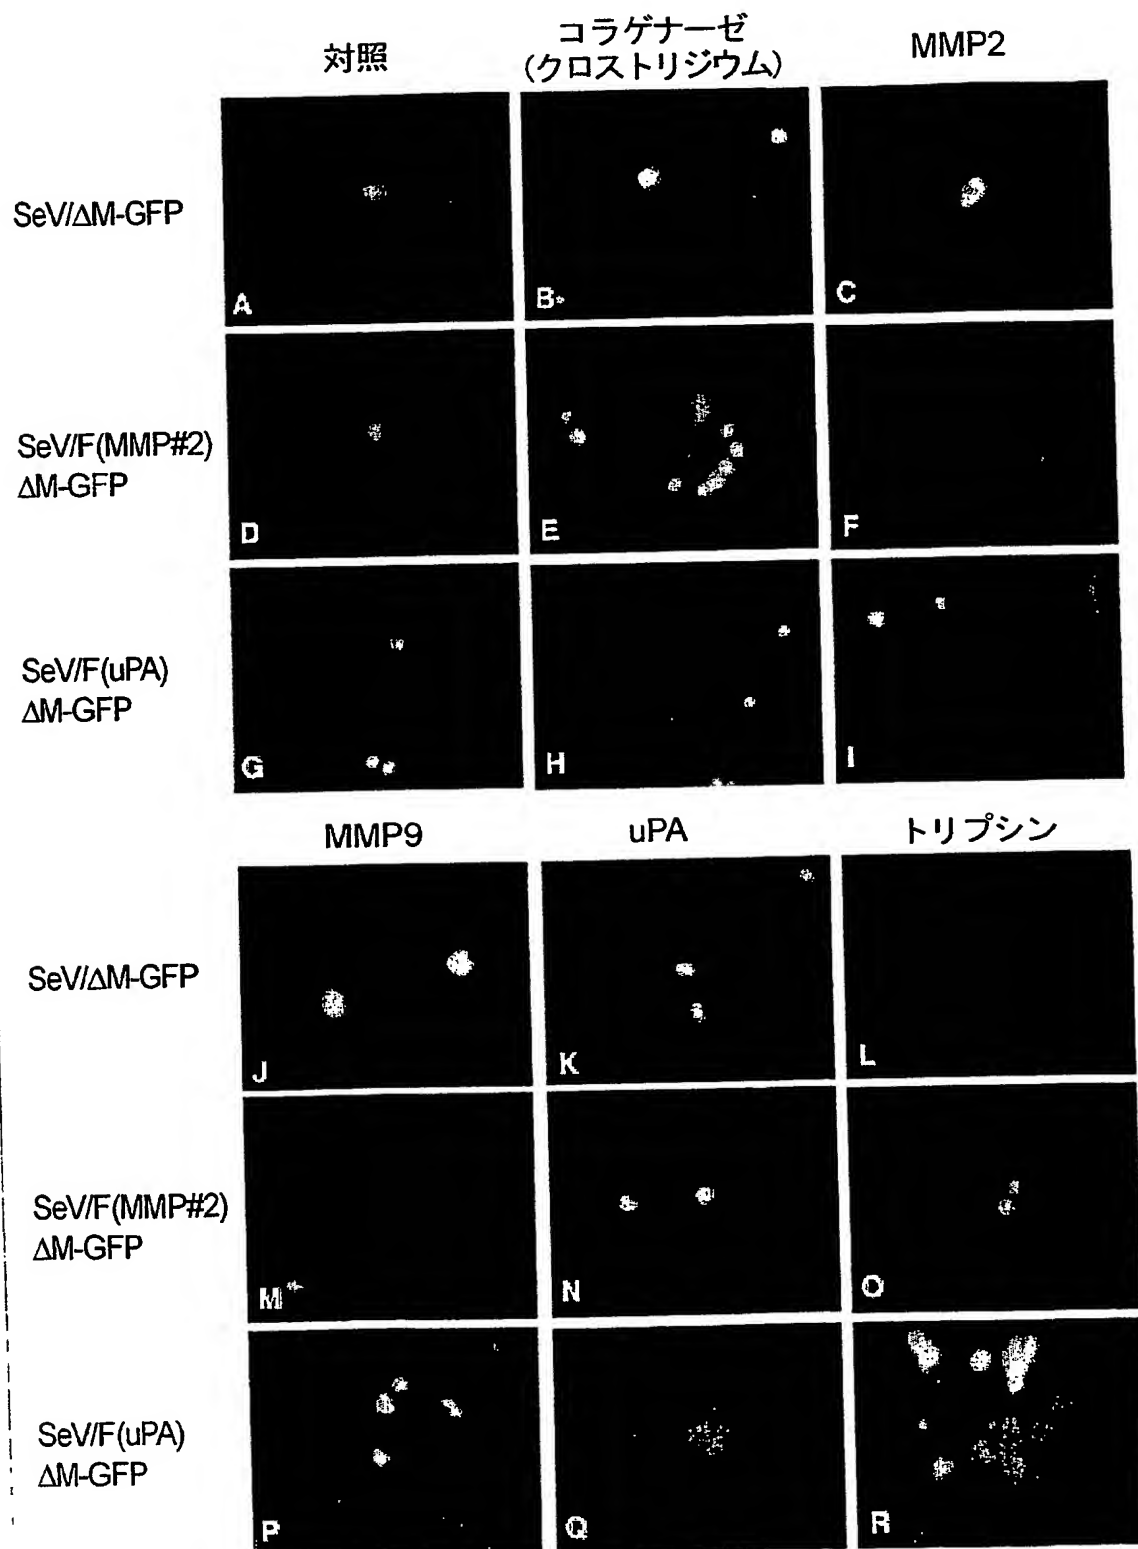 対照
コラゲナーゼ
(クロストリジウム)
MMP2
SeV/ΔM-GFP
A
B
C
SeV/F(MMP#2)
ΔM-GFP
D
E
F
SeV/F(uPA)
ΔM-GFP
G
H
I
MMP9
uPA
トリプシン
SeV/ΔM-GFP
J
K
L
SeV/F(MMP#2)
ΔM-GFP
M
N
O
SeV/F(uPA)
ΔM-GFP
P
Q
R